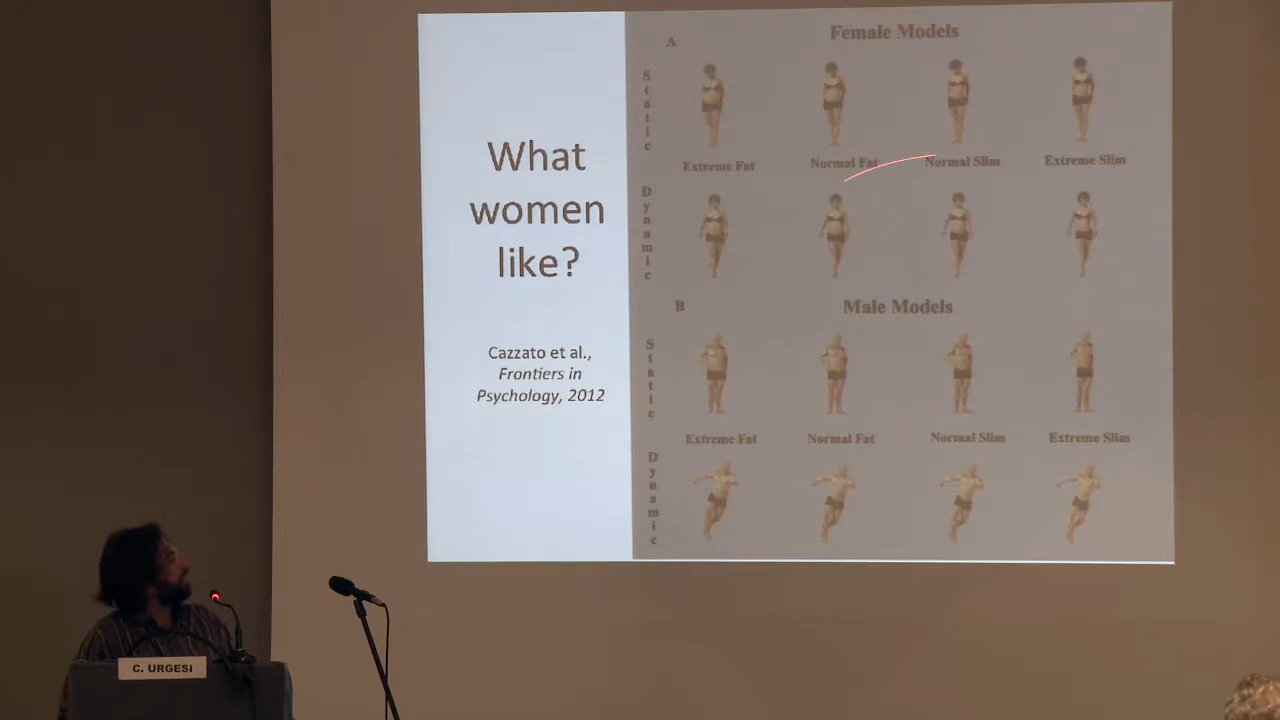 What
women
like?
Cazzato et al.,
Frontiers in
Psychology, 2012
A
Female Models
Static
Extreme Fat
Normal Fat
Normal Slim
Extreme Slim
Dynamic
B
Male Models
Static
Extreme Fat
Normal Fat
Normal Slim
Extreme Slim
Dynamic
C. URGESI